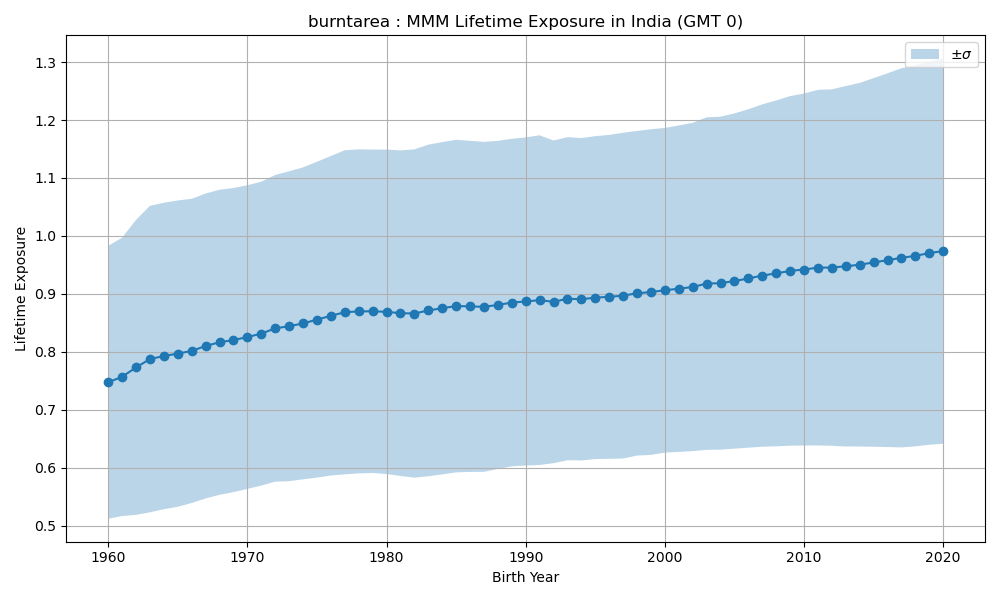 burntarea : MMM Lifetime Exposure in India (GMT 0)
±σ
1.3
1.2
1.1
1.0
0.9
0.8
0.7
0.6
0.5
Lifetime Exposure
1960 1970 1980 1990 2000 2010 2020
Birth Year